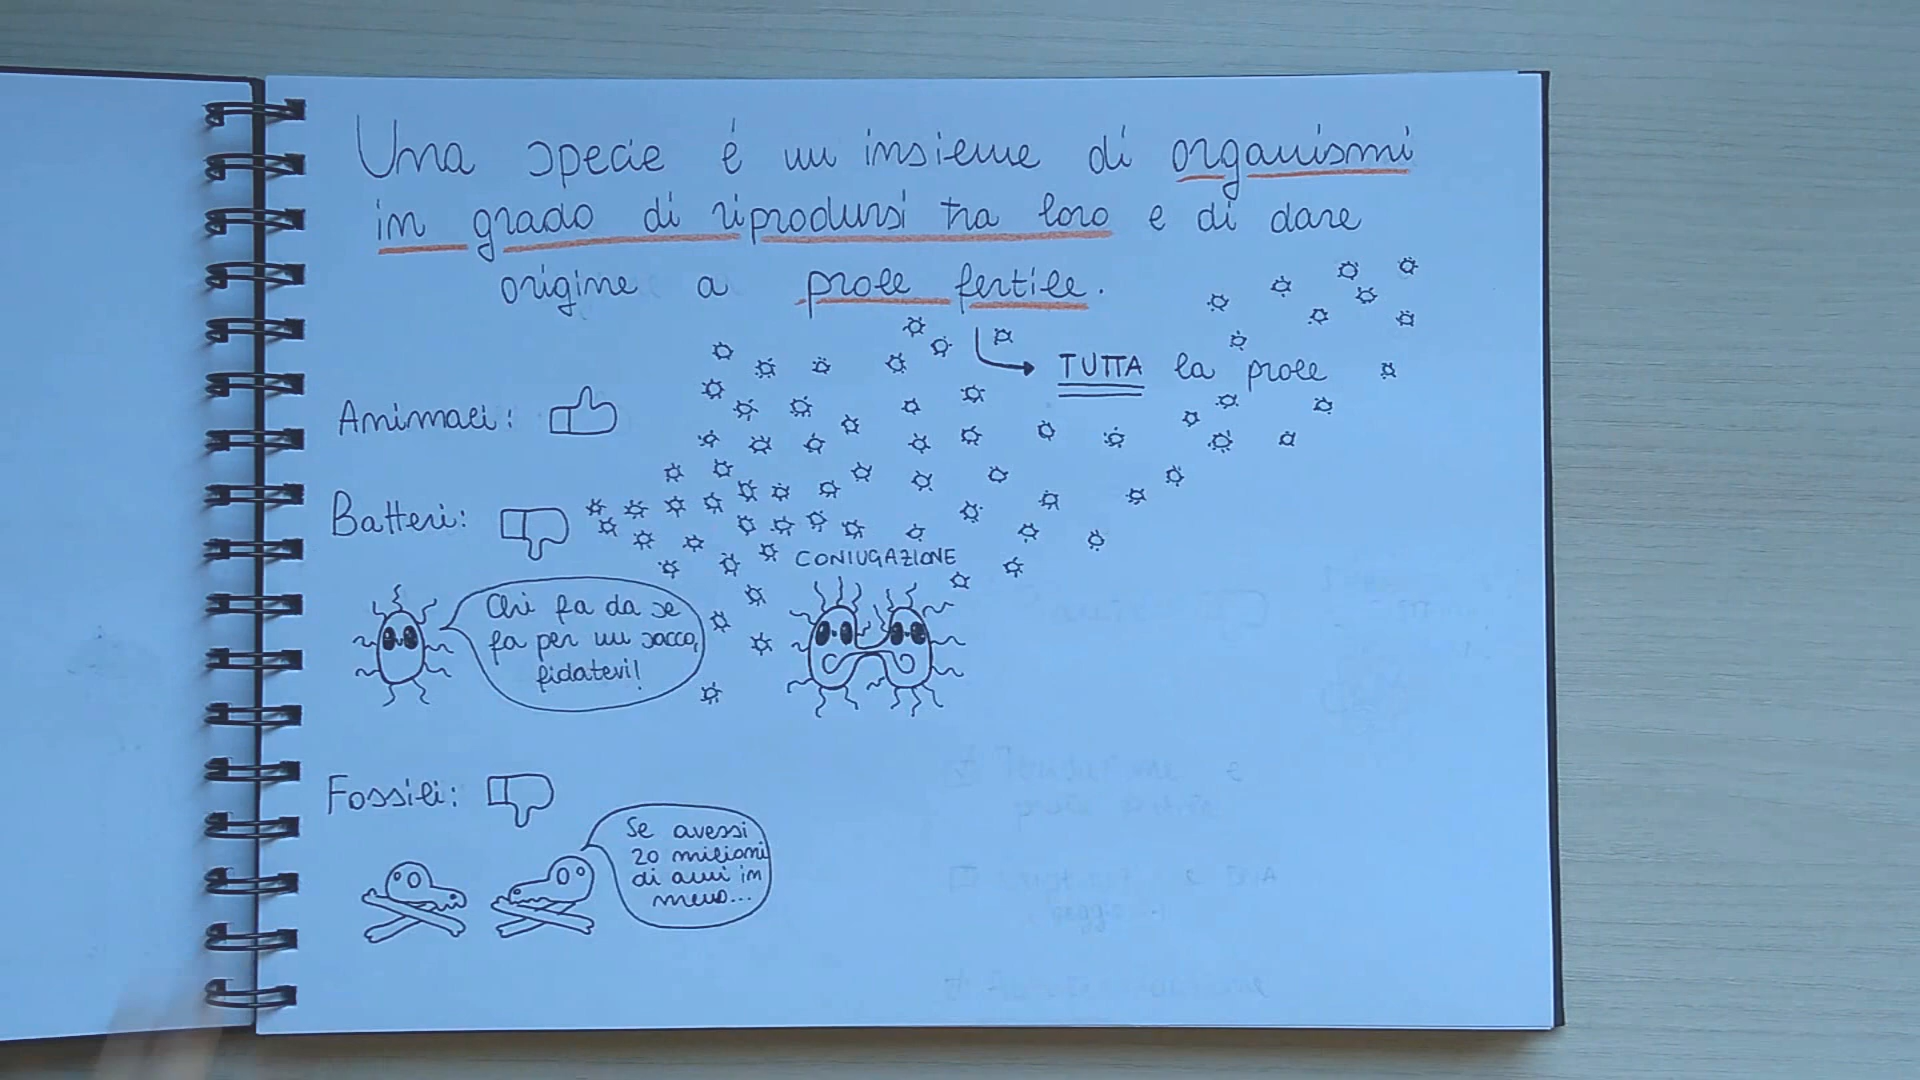 Una specie è un insieme di organismi
in grado di riprodursi tra loro e di dare
origine a prole fertile.
TUTTA la prole
Animali:
Batteri:
CONIUGAZIONE
Chi fa da se
fa per un sacco,
fidatevi!
Fossili:
Se avessi
20 milioni
di anni in
meno...